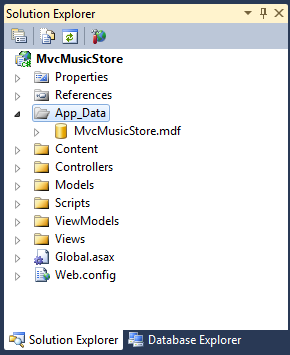 Solution Explorer
MvcMusicStore
Properties
References
App_Data
MvcMusicStore.mdf
Content
Controllers
Models
Scripts
ViewModels
Views
Global.asax
Web.config
Solution Explorer
Database Explorer